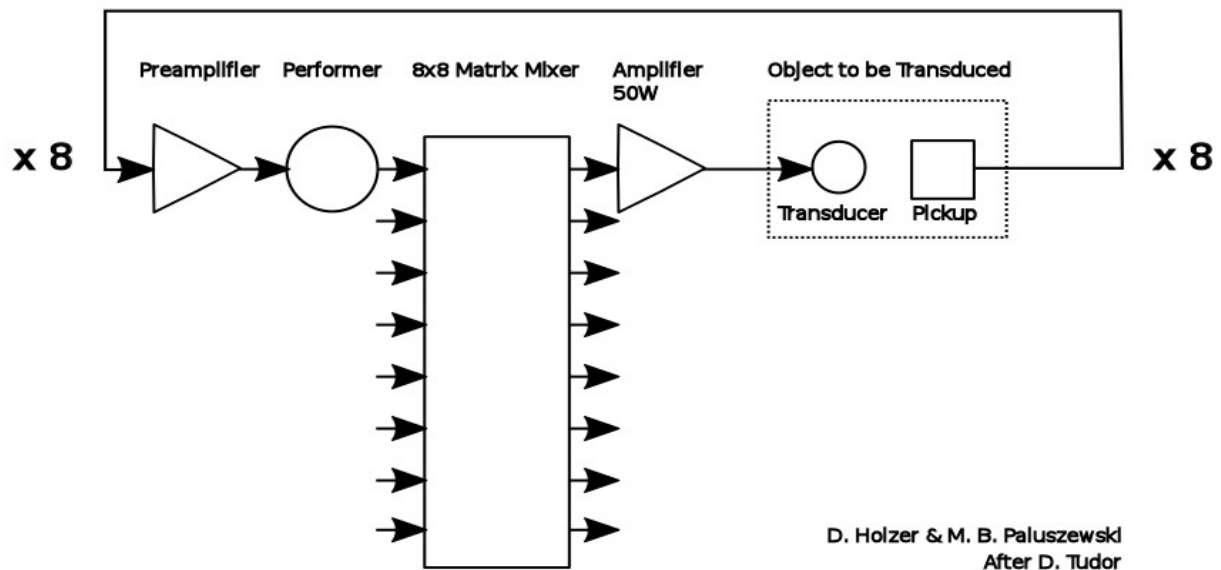 Preamplifier Performer 8x8 Matrix Mixer Amplifier Object to be Transduced
50W
x 8 x 8
Transducer Pickup
D. Holzer & M. B. Paluszewski
After D. Tudor